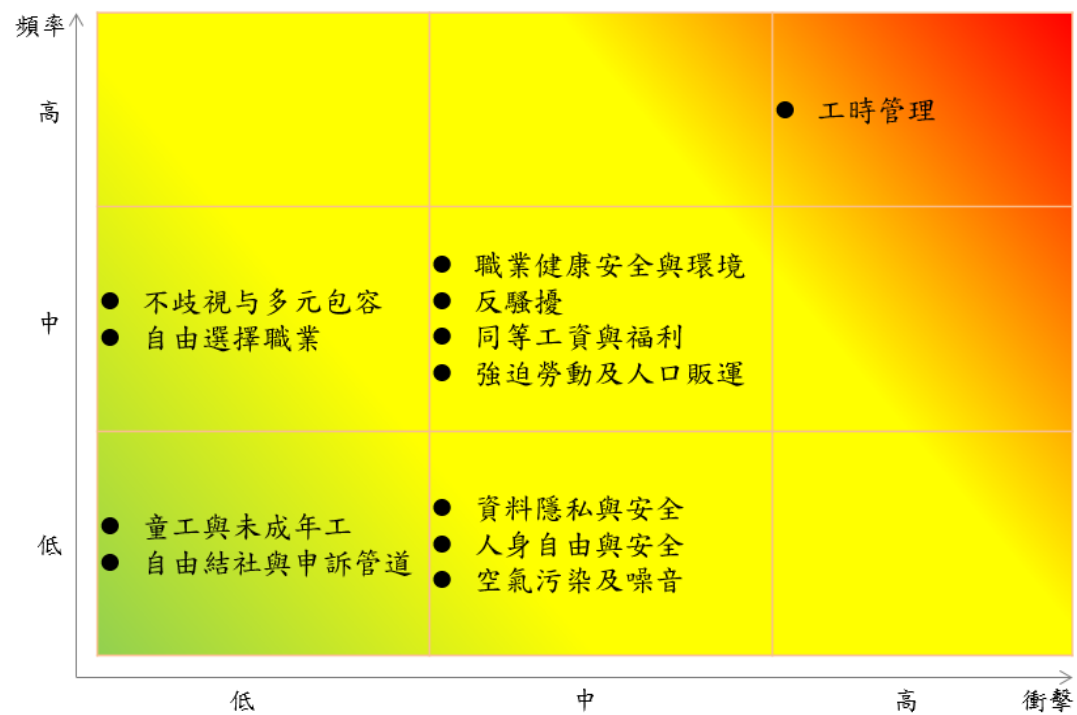 頻率
高
● 工時管理
中
● 不歧視与多元包容
● 自由選擇職業
● 職業健康安全與環境
● 反騷擾
● 同等工資與福利
● 強迫勞動及人口販運
低
● 童工與未成年工
● 自由結社與申訴管道
● 資料隱私與安全
● 人身自由與安全
● 空氣污染及噪音
低
中
高
衝擊